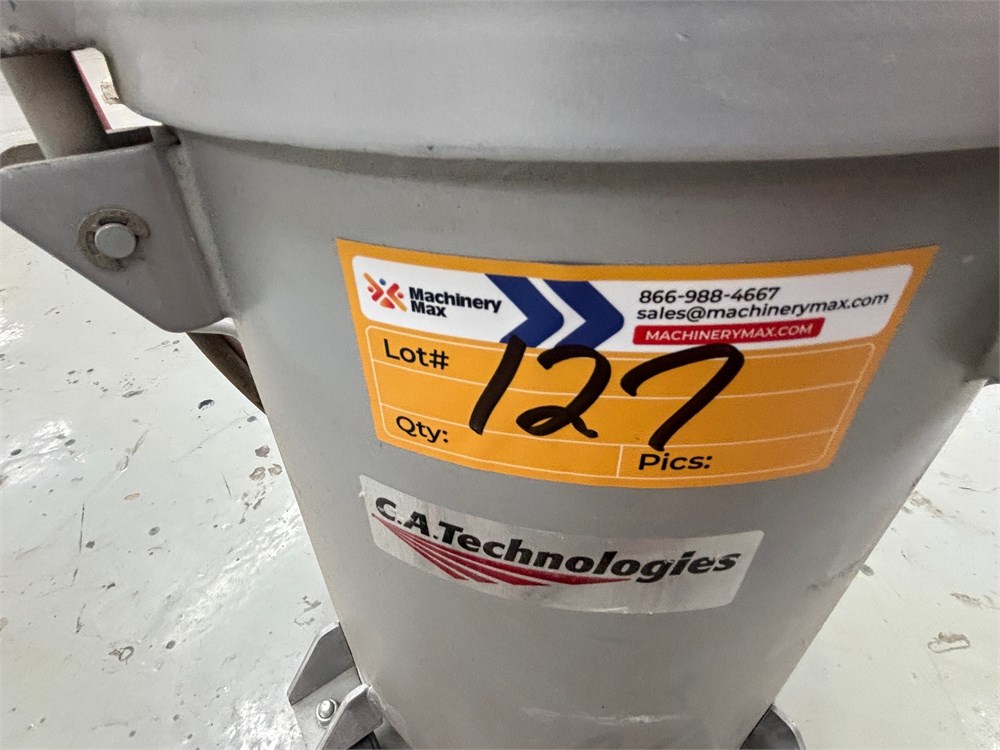 Machinery
Max
866-988-4667
sales@machinerymax.com
MACHINERYMAX.COM
Lot# 127
Qty:
Pics:
C.A.Technologies